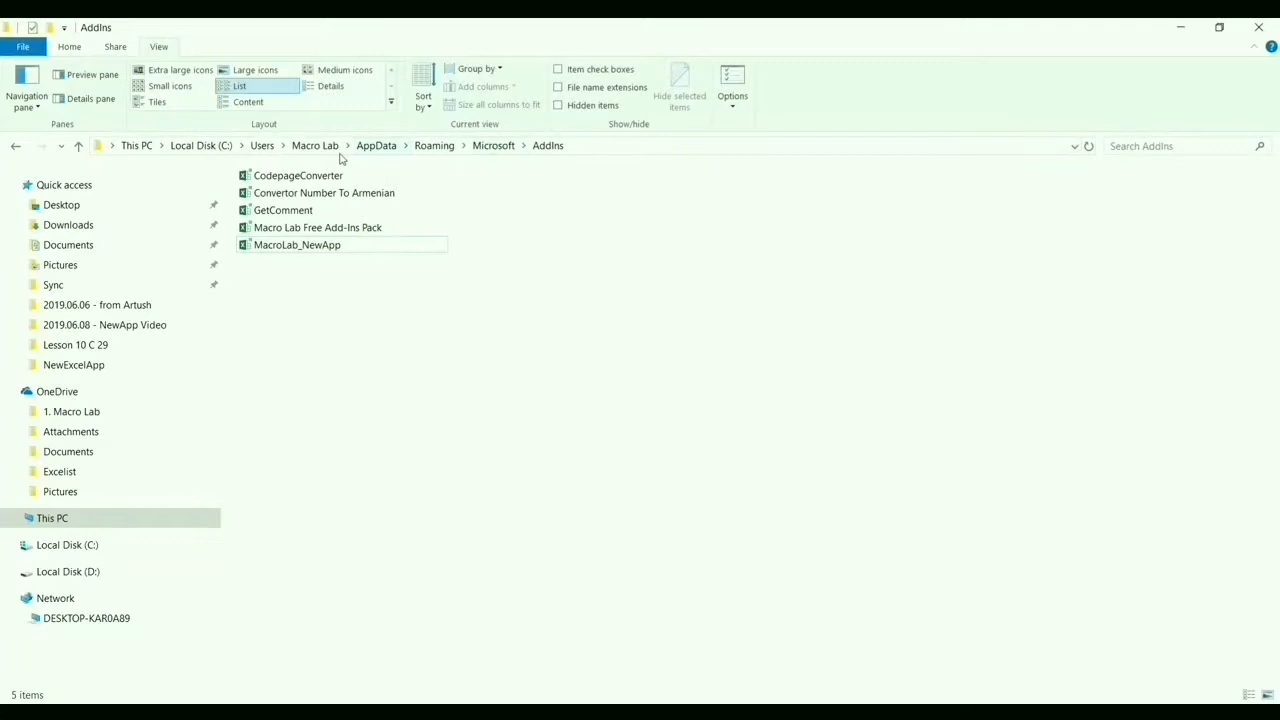 AddIns
File Home Share View
Navigation pane
Preview pane
Details pane
Panes
Extra large icons Large icons Medium icons
Small icons List Details
Tiles Content
Layout
Sort by
Group by
Add columns
Size all columns to fit
Current view
Item check boxes
File name extensions
Hidden items
Hide selected items
Show/hide
Options
This PC > Local Disk (C:) > Users > Macro Lab > AppData > Roaming > Microsoft > AddIns
Search AddIns
Quick access
Desktop
Downloads
Documents
Pictures
Sync
2019.06.06 - from Artush
2019.06.08 - NewApp Video
Lesson 10 C 29
NewExcelApp
OneDrive
1. Macro Lab
Attachments
Documents
Excelist
Pictures
This PC
Local Disk (C:)
Local Disk (D:)
Network
DESKTOP-KAR0A89
CodepageConverter
Convertor Number To Armenian
GetComment
Macro Lab Free Add-Ins Pack
MacroLab_NewApp
5 items